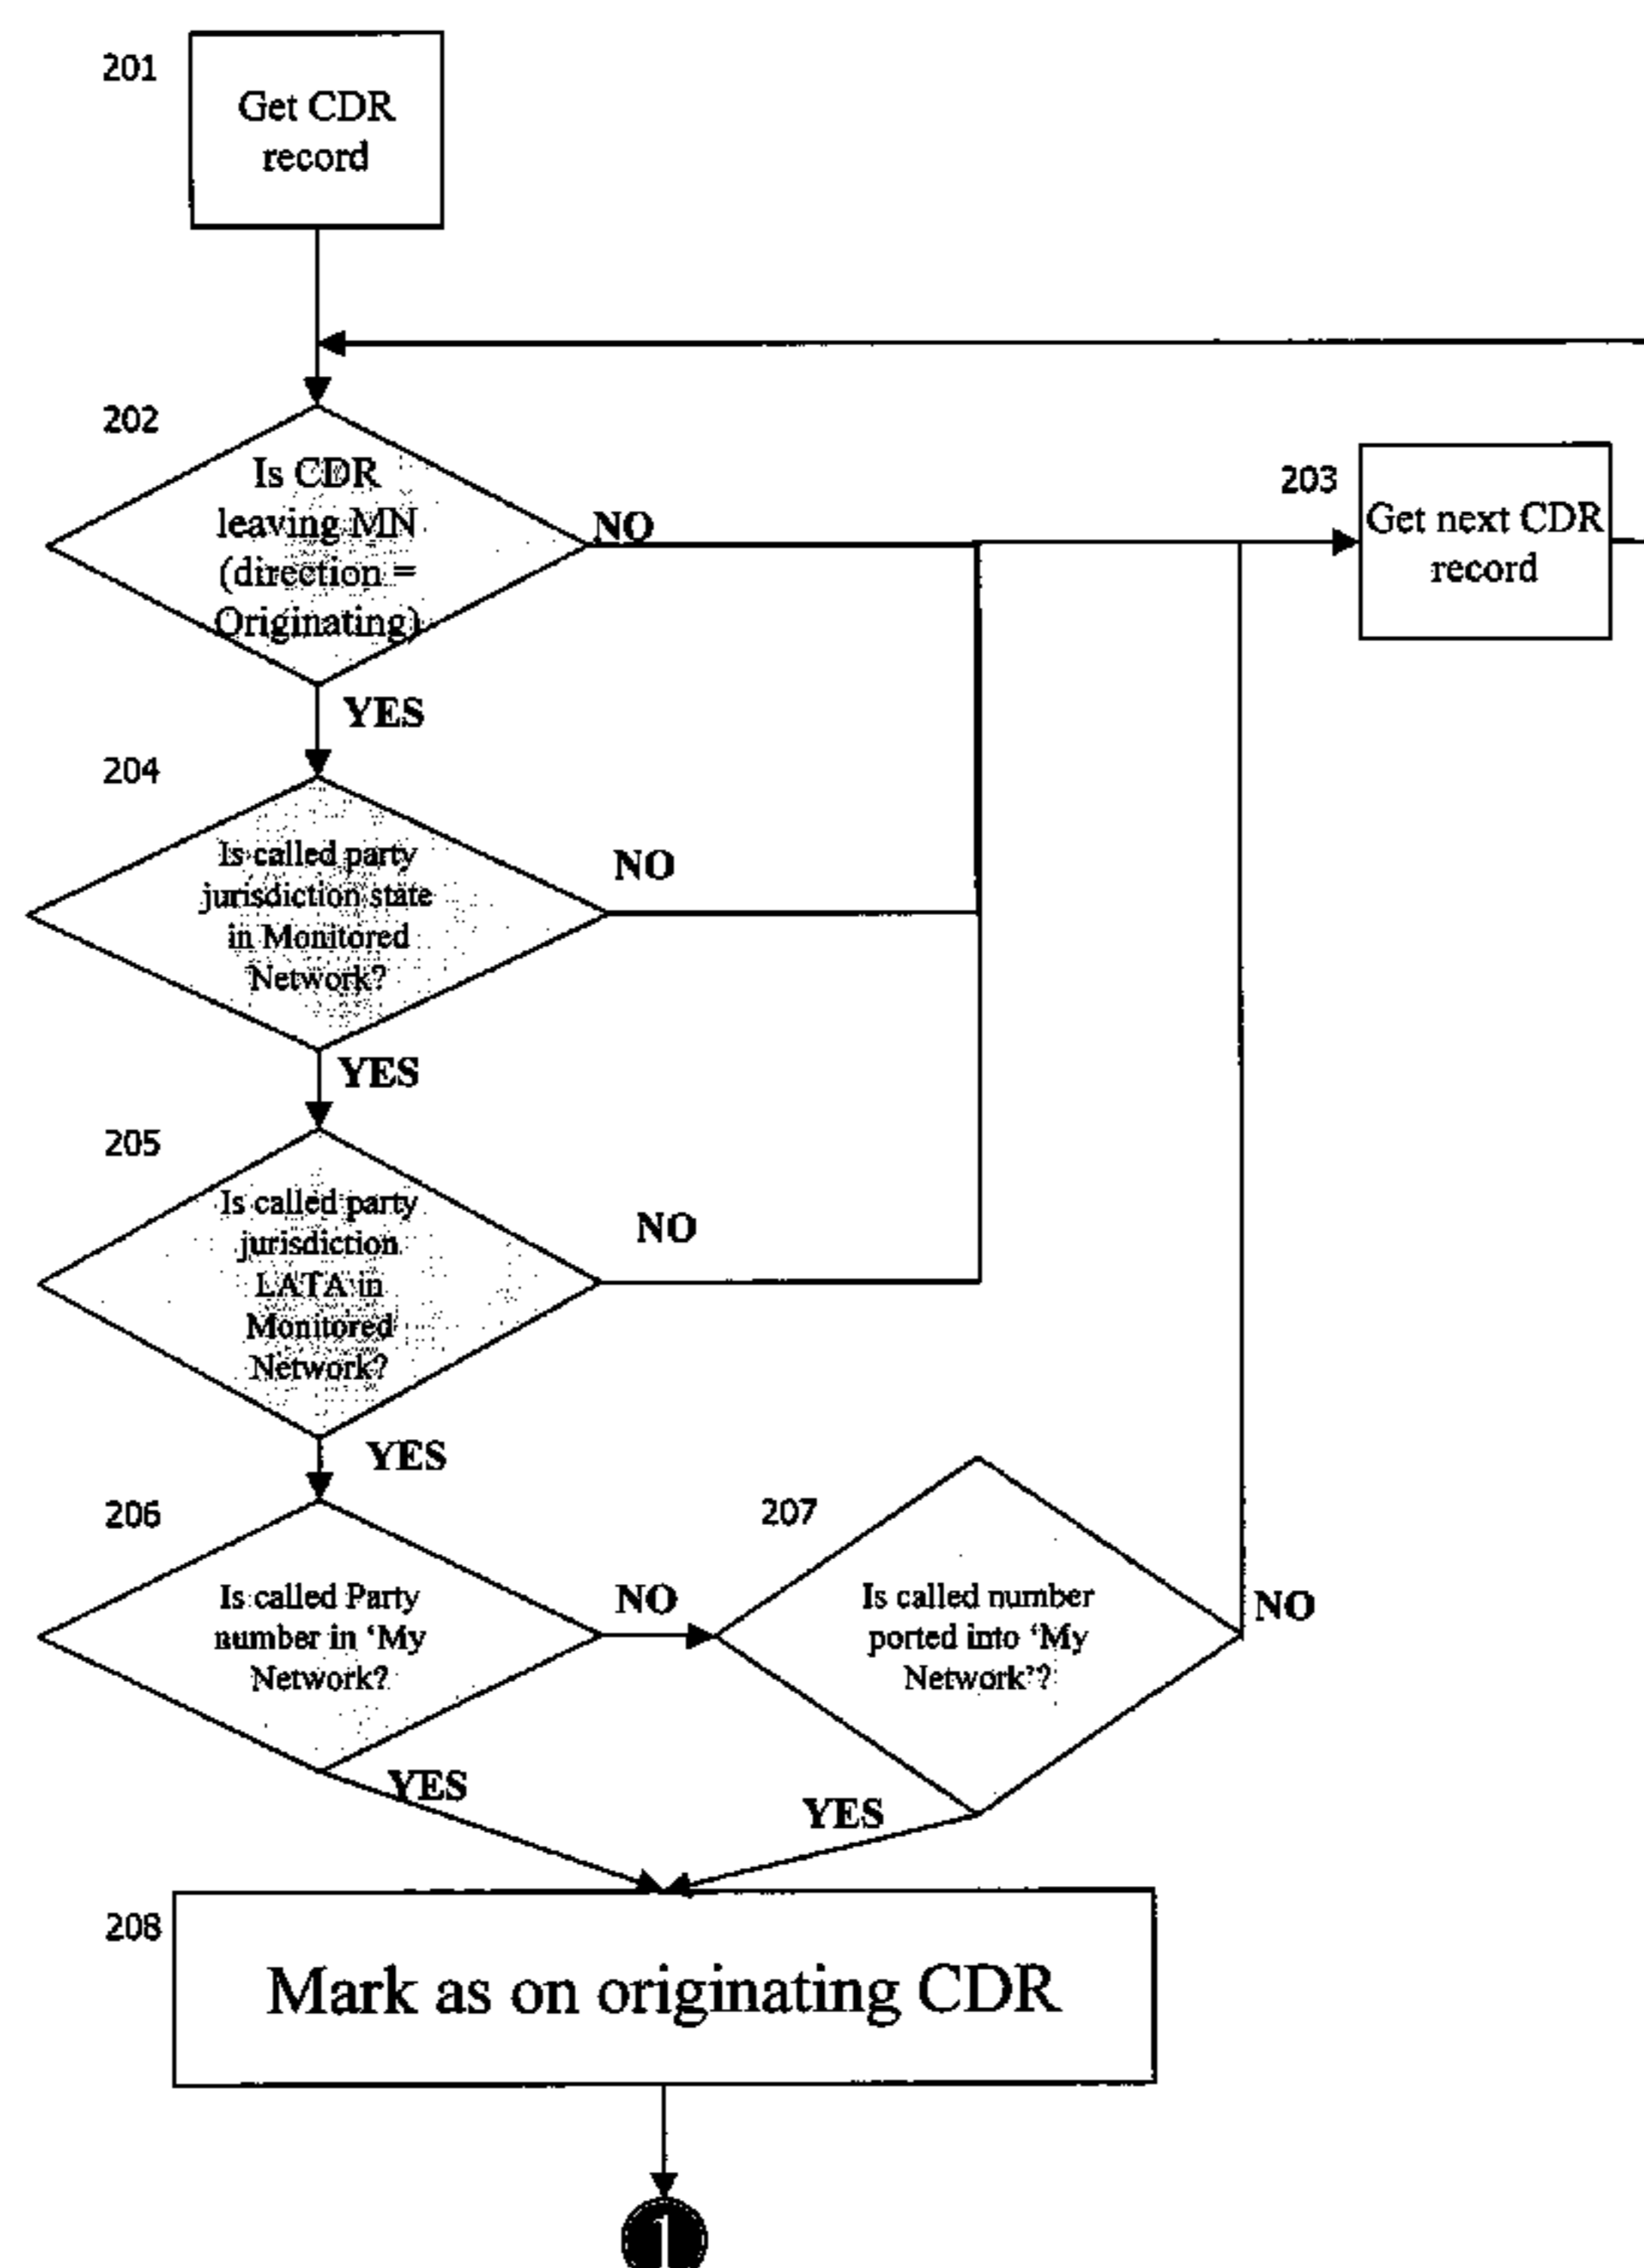 201
Get CDR
record
202
Is CDR
leaving MN
(direction =
Originating)
NO
203
Get next CDR
record
YES
204
Is called party
jurisdiction state
in Monitored
Network?
NO
YES
205
Is called party
jurisdiction
LATA in
Monitored
Network?
NO
YES
206
Is called Party
number in ‘My
Network?
NO
207
Is called number
ported into ‘My
Network’?
NO
YES
YES
208
Mark as on originating CDR
1